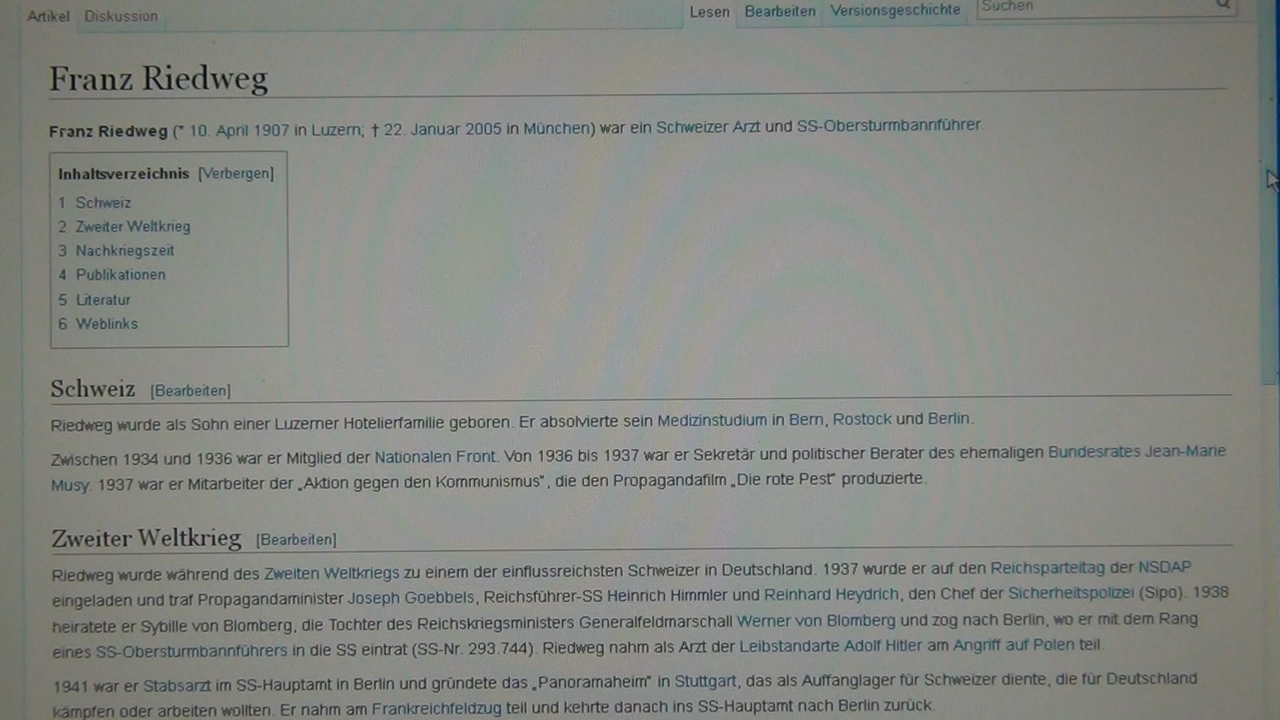 Artikel Diskussion Lesen Bearbeiten Versionsgeschichte Suchen
Franz Riedweg
Franz Riedweg (* 10. April 1907 in Luzern; † 22. Januar 2005 in München) war ein Schweizer Arzt und SS-Obersturmbannführer.
Inhaltsverzeichnis [Verbergen]
1 Schweiz
2 Zweiter Weltkrieg
3 Nachkriegszeit
4 Publikationen
5 Literatur
6 Weblinks
Schweiz [Bearbeiten]
Riedweg wurde als Sohn einer Luzerner Hotelierfamilie geboren. Er absolvierte sein Medizinstudium in Bern, Rostock und Berlin.
Zwischen 1934 und 1936 war er Mitglied der Nationalen Front. Von 1936 bis 1937 war er Sekretär und politischer Berater des ehemaligen Bundesrates Jean-Marie
Musy. 1937 war er Mitarbeiter der „Aktion gegen den Kommunismus“, die den Propagandafilm „Die rote Pest“ produzierte.
Zweiter Weltkrieg [Bearbeiten]
Riedweg wurde während des Zweiten Weltkriegs zu einem der einflussreichsten Schweizer in Deutschland. 1937 wurde er auf den Reichsparteitag der NSDAP
eingeladen und traf Propagandaminister Joseph Goebbels, Reichsführer-SS Heinrich Himmler und Reinhard Heydrich, den Chef der Sicherheitspolizei (Sipo). 1938
heiratete er Sybille von Blomberg, die Tochter des Reichskriegsministers Generalfeldmarschall Werner von Blomberg und zog nach Berlin, wo er mit dem Rang
eines SS-Obersturmbannführers in die SS eintrat (SS-Nr. 293.744). Riedweg nahm als Arzt der Leibstandarte Adolf Hitler am Angriff auf Polen teil.
1941 war er Stabsarzt im SS-Hauptamt in Berlin und gründete das „Panoramaheim“ in Stuttgart, das als Auffanglager für Schweizer diente, die für Deutschland
kämpfen oder arbeiten wollten. Er nahm am Frankreichfeldzug teil und kehrte danach ins SS-Hauptamt nach Berlin zurück.